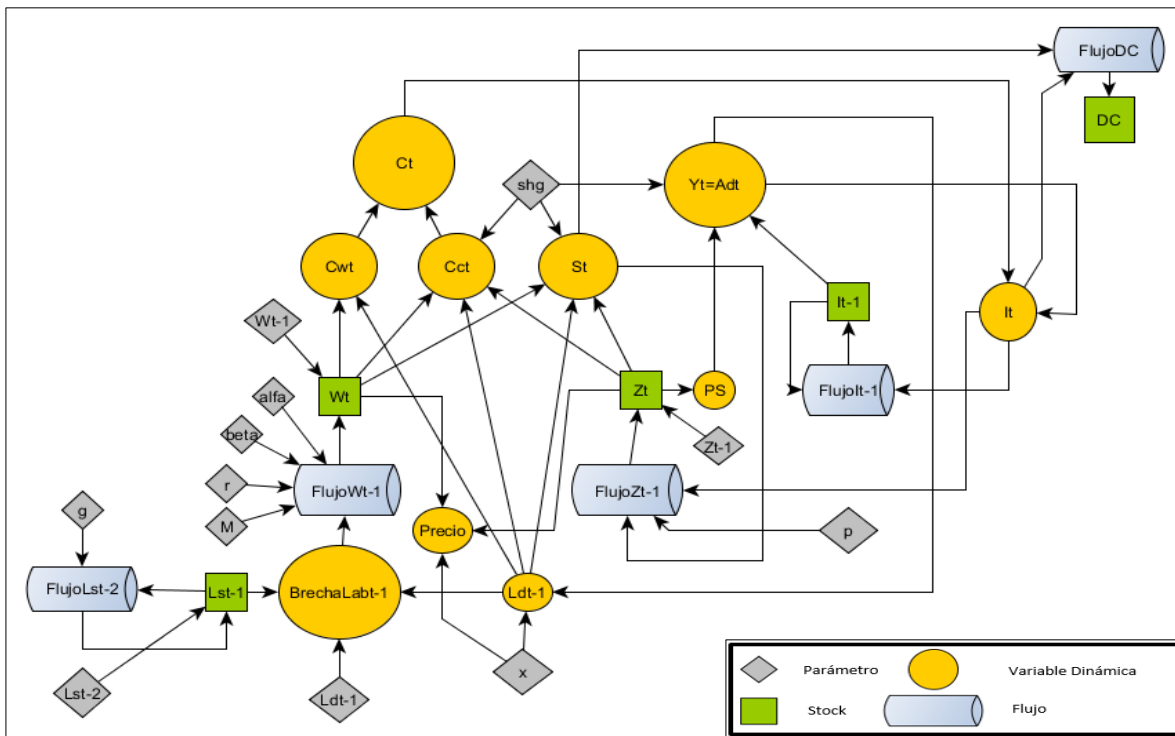 FlujoDC
DC
Ct
shg
Yt=Adt
Cwt
Cct
St
It-1
It
Wt-1
Wt
Zt
PS
FlujoIt-1
alfa
beta
Zt-1
r
FlujoWt-1
FlujoZt-1
g
M
Precio
p
FlujoLst-2
Lst-1
BrechaLabt-1
Ldt-1
Lst-2
Ldt-1
x
Parámetro
Variable Dinámica
Stock
Flujo